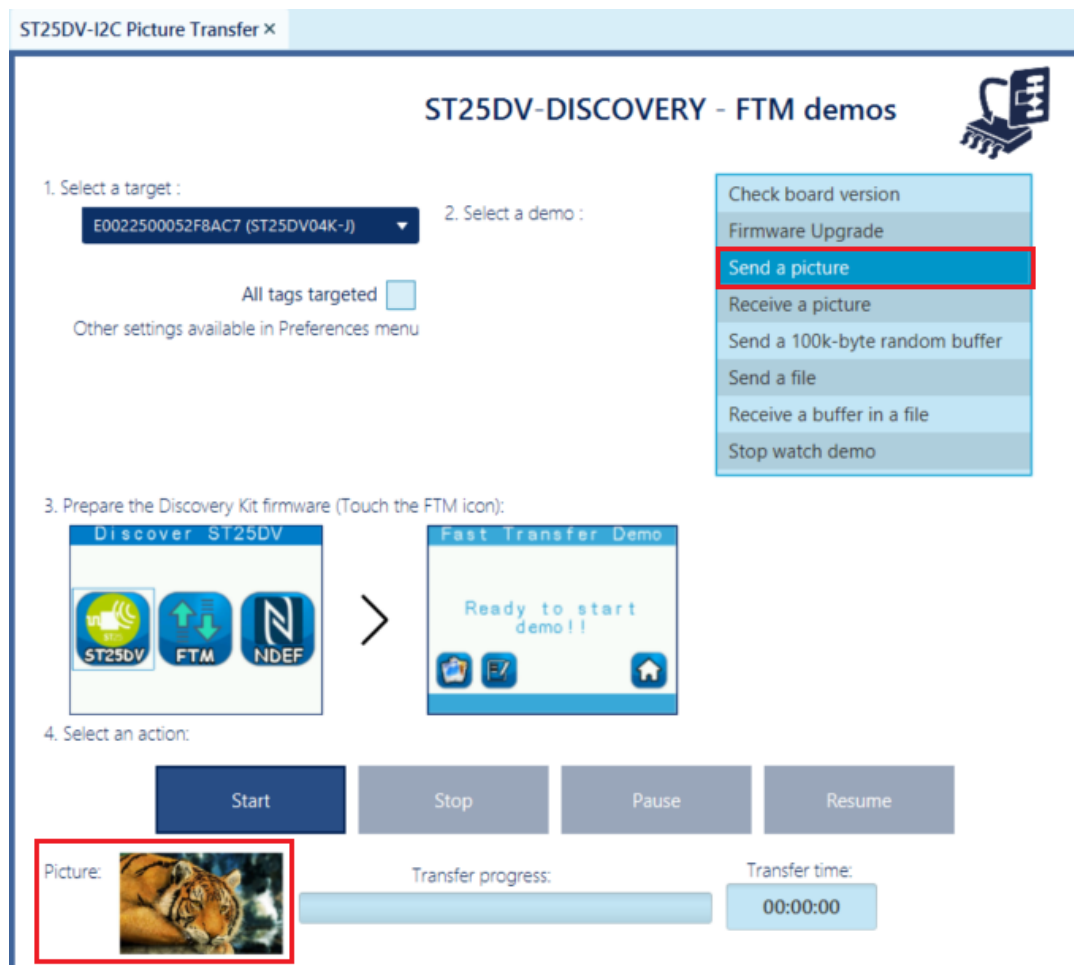 ST25DV-I2C Picture Transfer ×
ST25DV-DISCOVERY - FTM demos
1. Select a target :
E0022500052F8AC7 (ST25DV04K-J)
All tags targeted
Other settings available in Preferences menu
2. Select a demo :
Check board version
Firmware Upgrade
Send a picture
Receive a picture
Send a 100k-byte random buffer
Send a file
Receive a buffer in a file
Stop watch demo
3. Prepare the Discovery Kit firmware (Touch the FTM icon):
Discover ST25DV
ST25
ST25DV
FTM
NDEF
Fast Transfer Demo
Ready to start
demo!!
4. Select an action:
Start
Stop
Pause
Resume
Picture:
Transfer progress:
Transfer time:
00:00:00